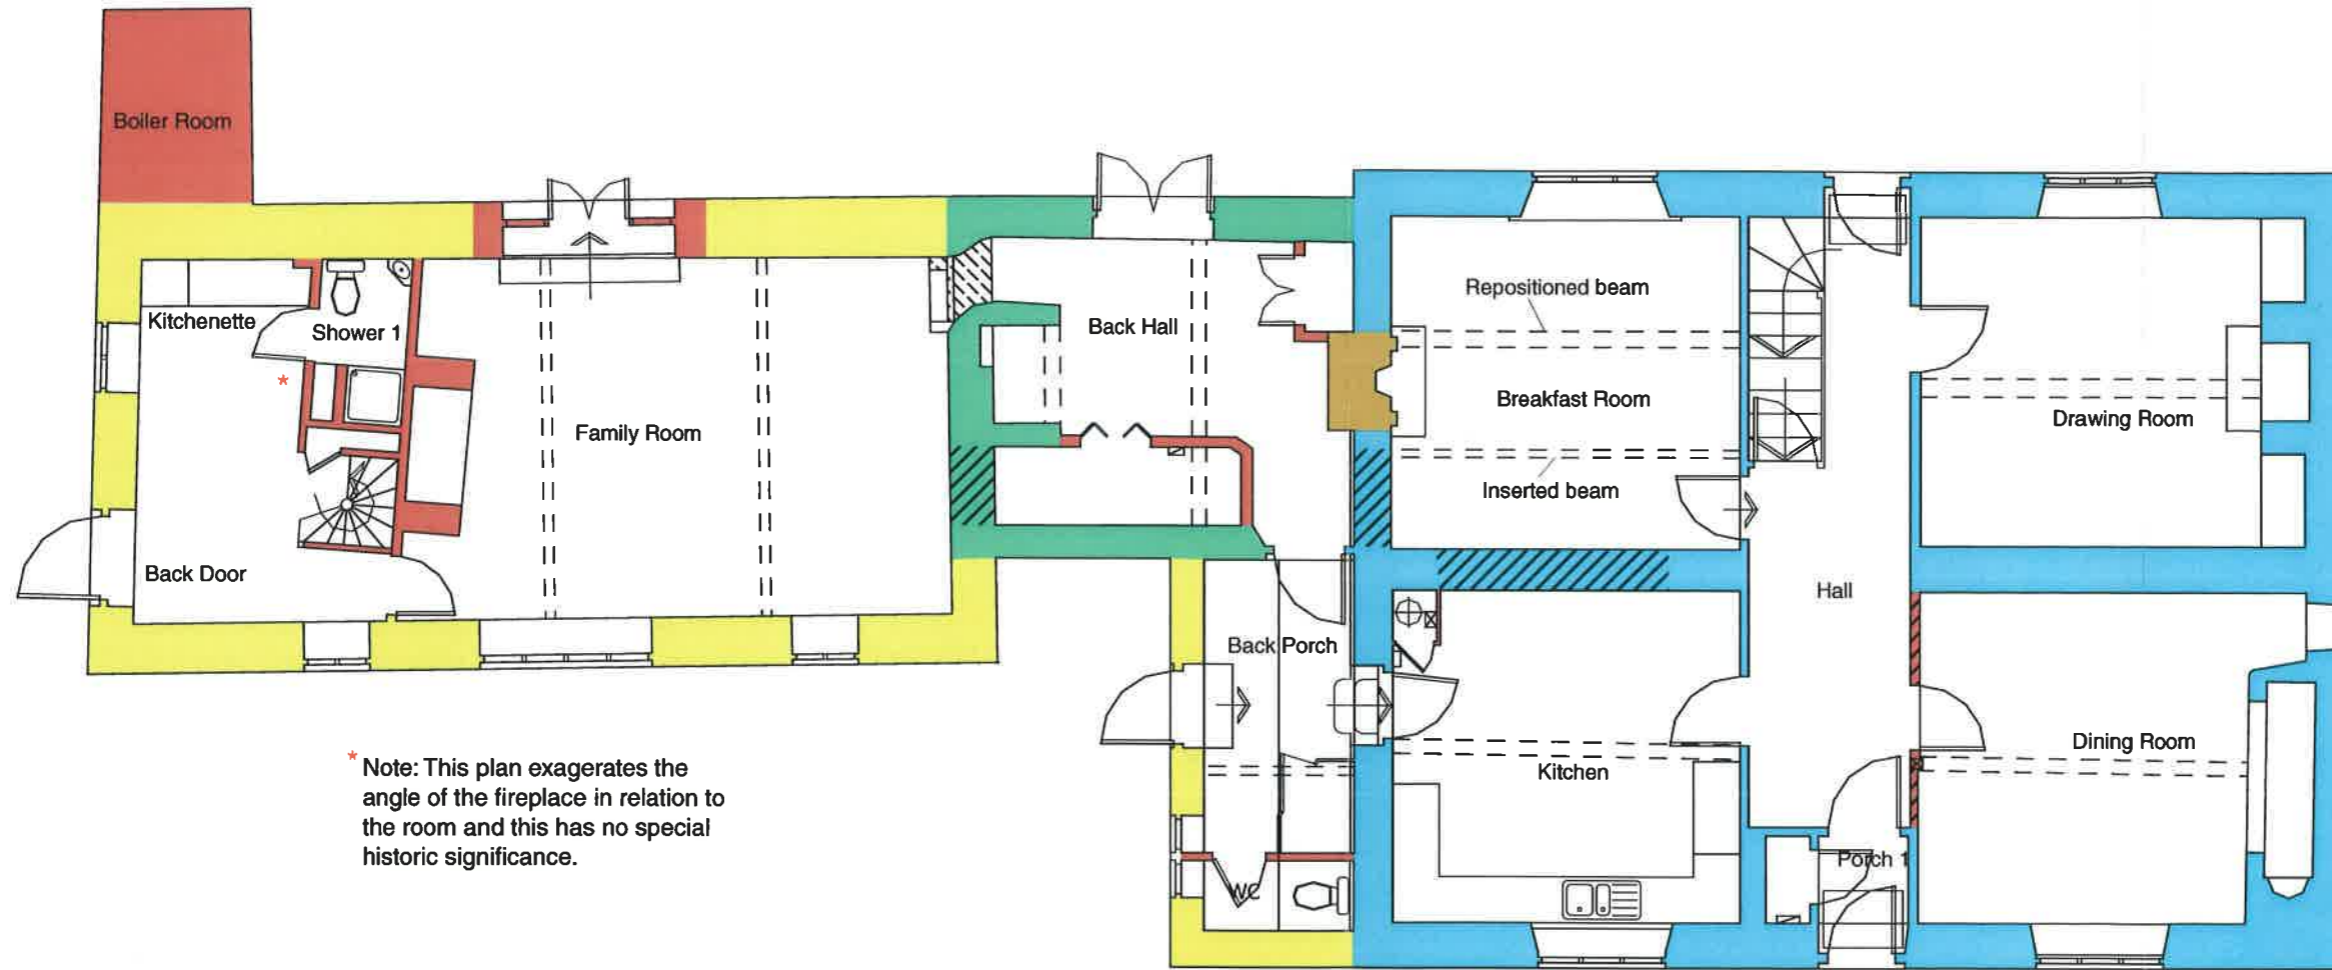 Boiler Room
Kitchenette
Shower 1
*
Family Room
Back Door
Back Hall
Repositioned beam
Breakfast Room
Inserted beam
Drawing Room
Hall
Back Porch
Kitchen
Dining Room
Porch 1
WC
* Note: This plan exagerates the
angle of the fireplace in relation to
the room and this has no special
historic significance.